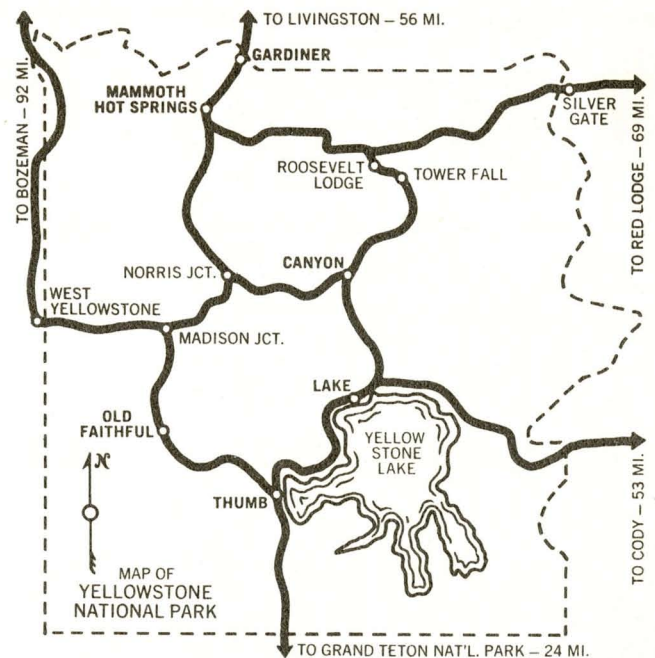 TO LIVINGSTON – 56 MI.
GARDINER
MAMMOTH
HOT SPRINGS
TO BOZEMAN – 92 MI.
SILVER
GATE
TO RED LODGE – 69 MI.
ROOSEVELT
LODGE
TOWER FALL
NORRIS JCT.
CANYON
WEST
YELLOWSTONE
MADISON JCT.
LAKE
OLD
FAITHFUL
YELLOW
STONE
LAKE
N
THUMB
TO CODY – 53 MI.
MAP OF
YELLOWSTONE
NATIONAL PARK
TO GRAND TETON NAT'L. PARK – 24 MI.